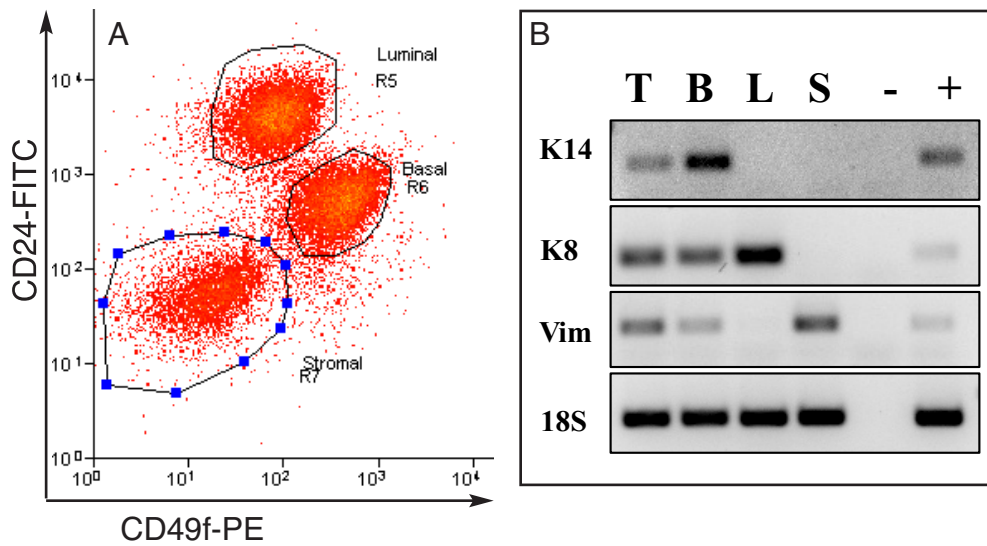 A
CD24-FITC
10⁴
10³
10²
10¹
10⁰
Luminal
R5
Basal
R6
Stromal
R7
10⁰ 10¹ 10² 10³ 10⁴
CD49f-PE
B
T B L S - +
K14
K8
Vim
18S